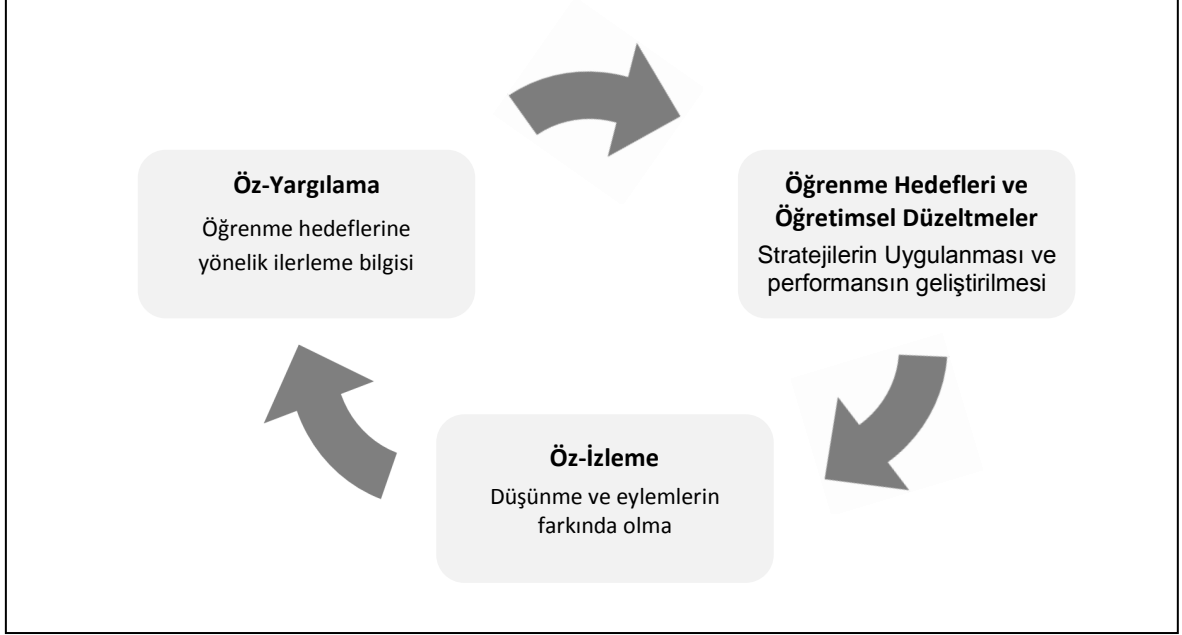 Öz-Yargılama
Öğrenme hedeflerine
yönelik ilerleme bilgisi
Öğrenme Hedefleri ve
Öğretimsel Düzeltmeler
Stratejilerin Uygulanması ve
performansın geliştirilmesi
Öz-İzleme
Düşünme ve eylemlerin
farkında olma